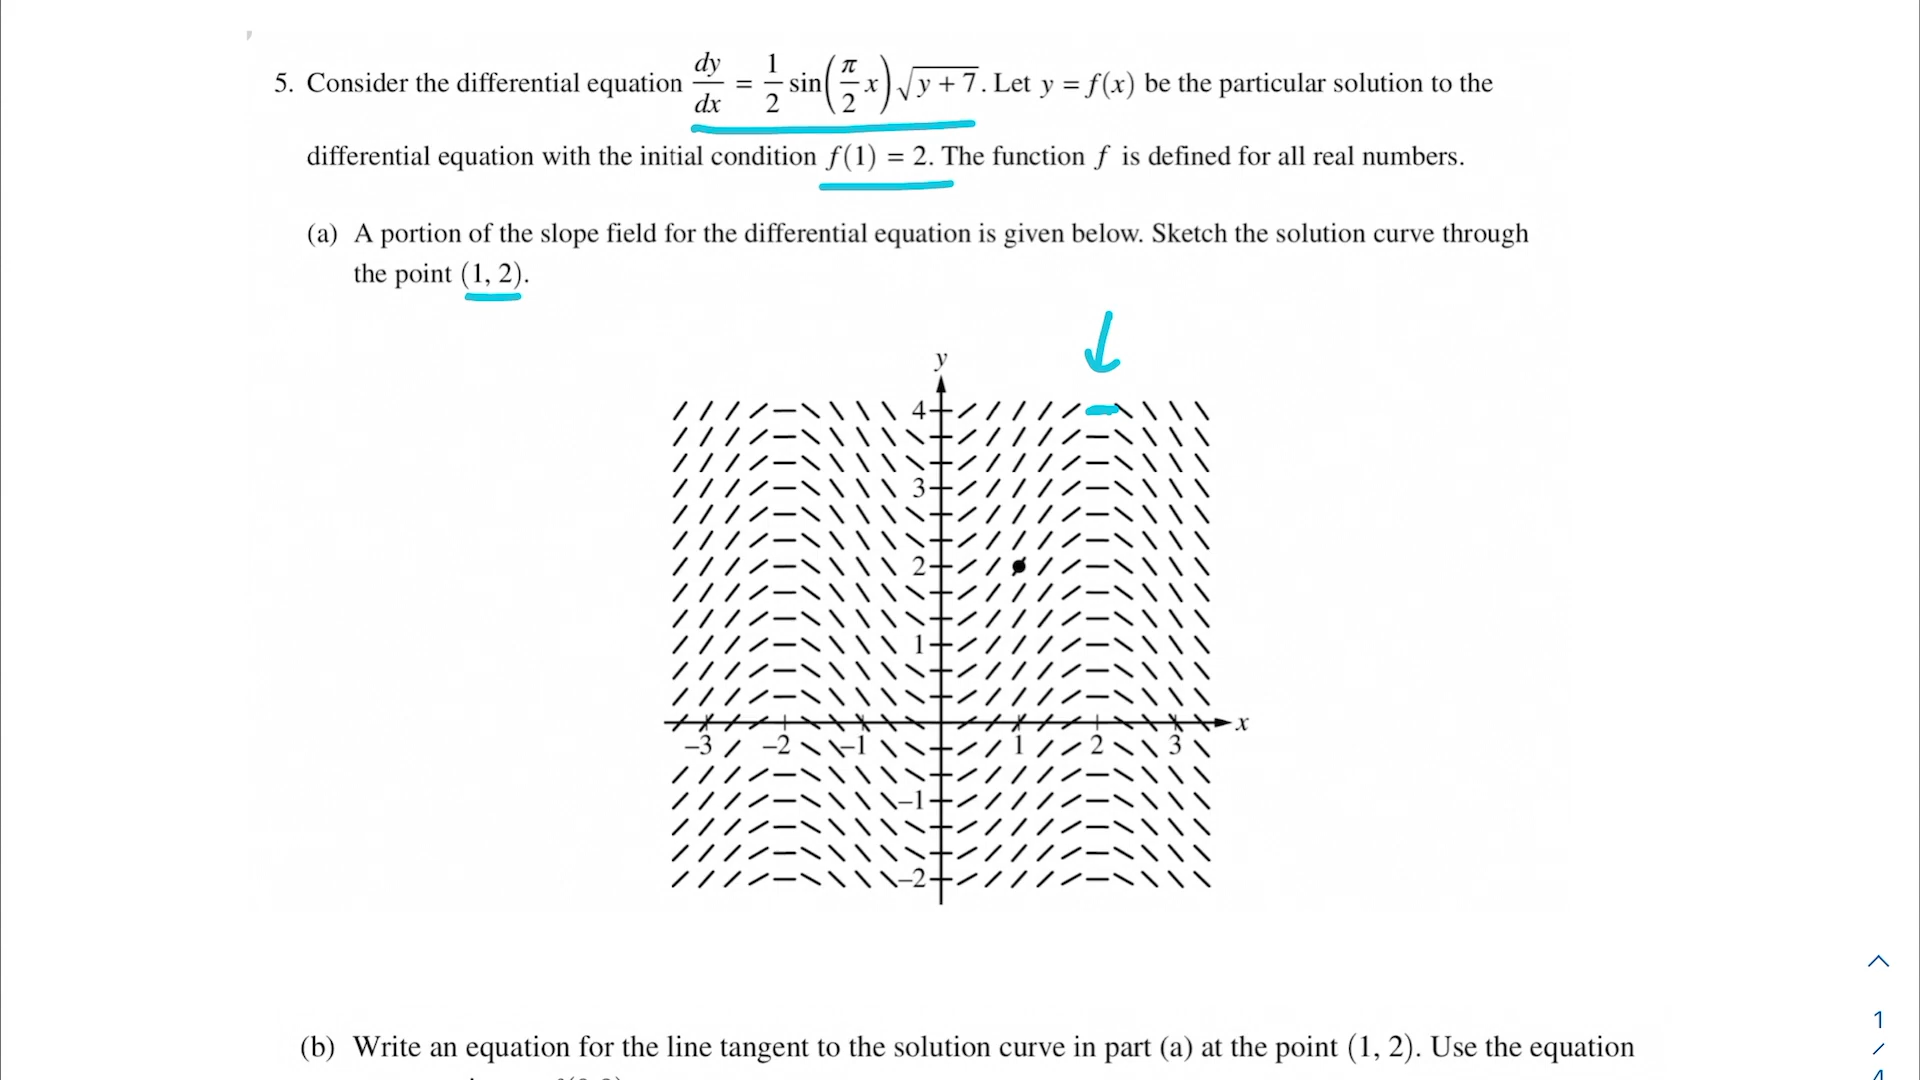 5. Consider the differential equation dy/dx = 1/2 sin(π/2 x) √(y + 7). Let y = f(x) be the particular solution to the
differential equation with the initial condition f(1) = 2. The function f is defined for all real numbers.
(a) A portion of the slope field for the differential equation is given below. Sketch the solution curve through
the point (1, 2).
y
4
3
2
1
x
–3 –2 –1 1 2 3
–1
–2
(b) Write an equation for the line tangent to the solution curve in part (a) at the point (1, 2). Use the equation
1
/